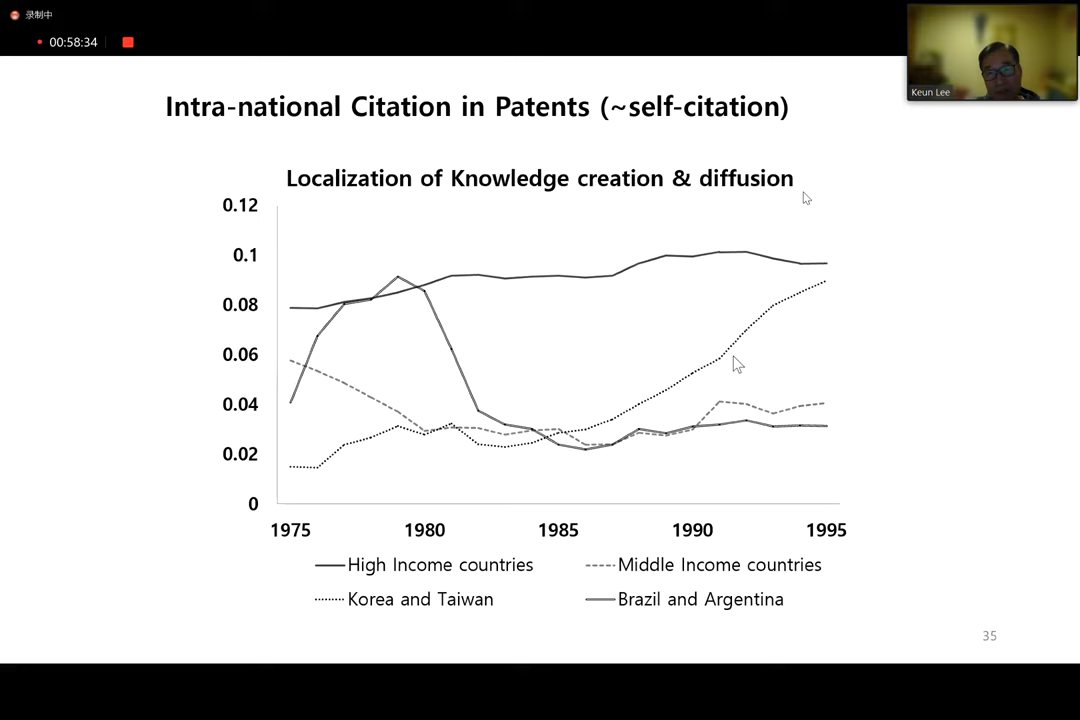 录制中
00:58:34
Keun Lee
Intra-national Citation in Patents (~self-citation)
Localization of Knowledge creation & diffusion
0.12
0.1
0.08
0.06
0.04
0.02
0
1975 1980 1985 1990 1995
High Income countries
Middle Income countries
Korea and Taiwan
Brazil and Argentina
35